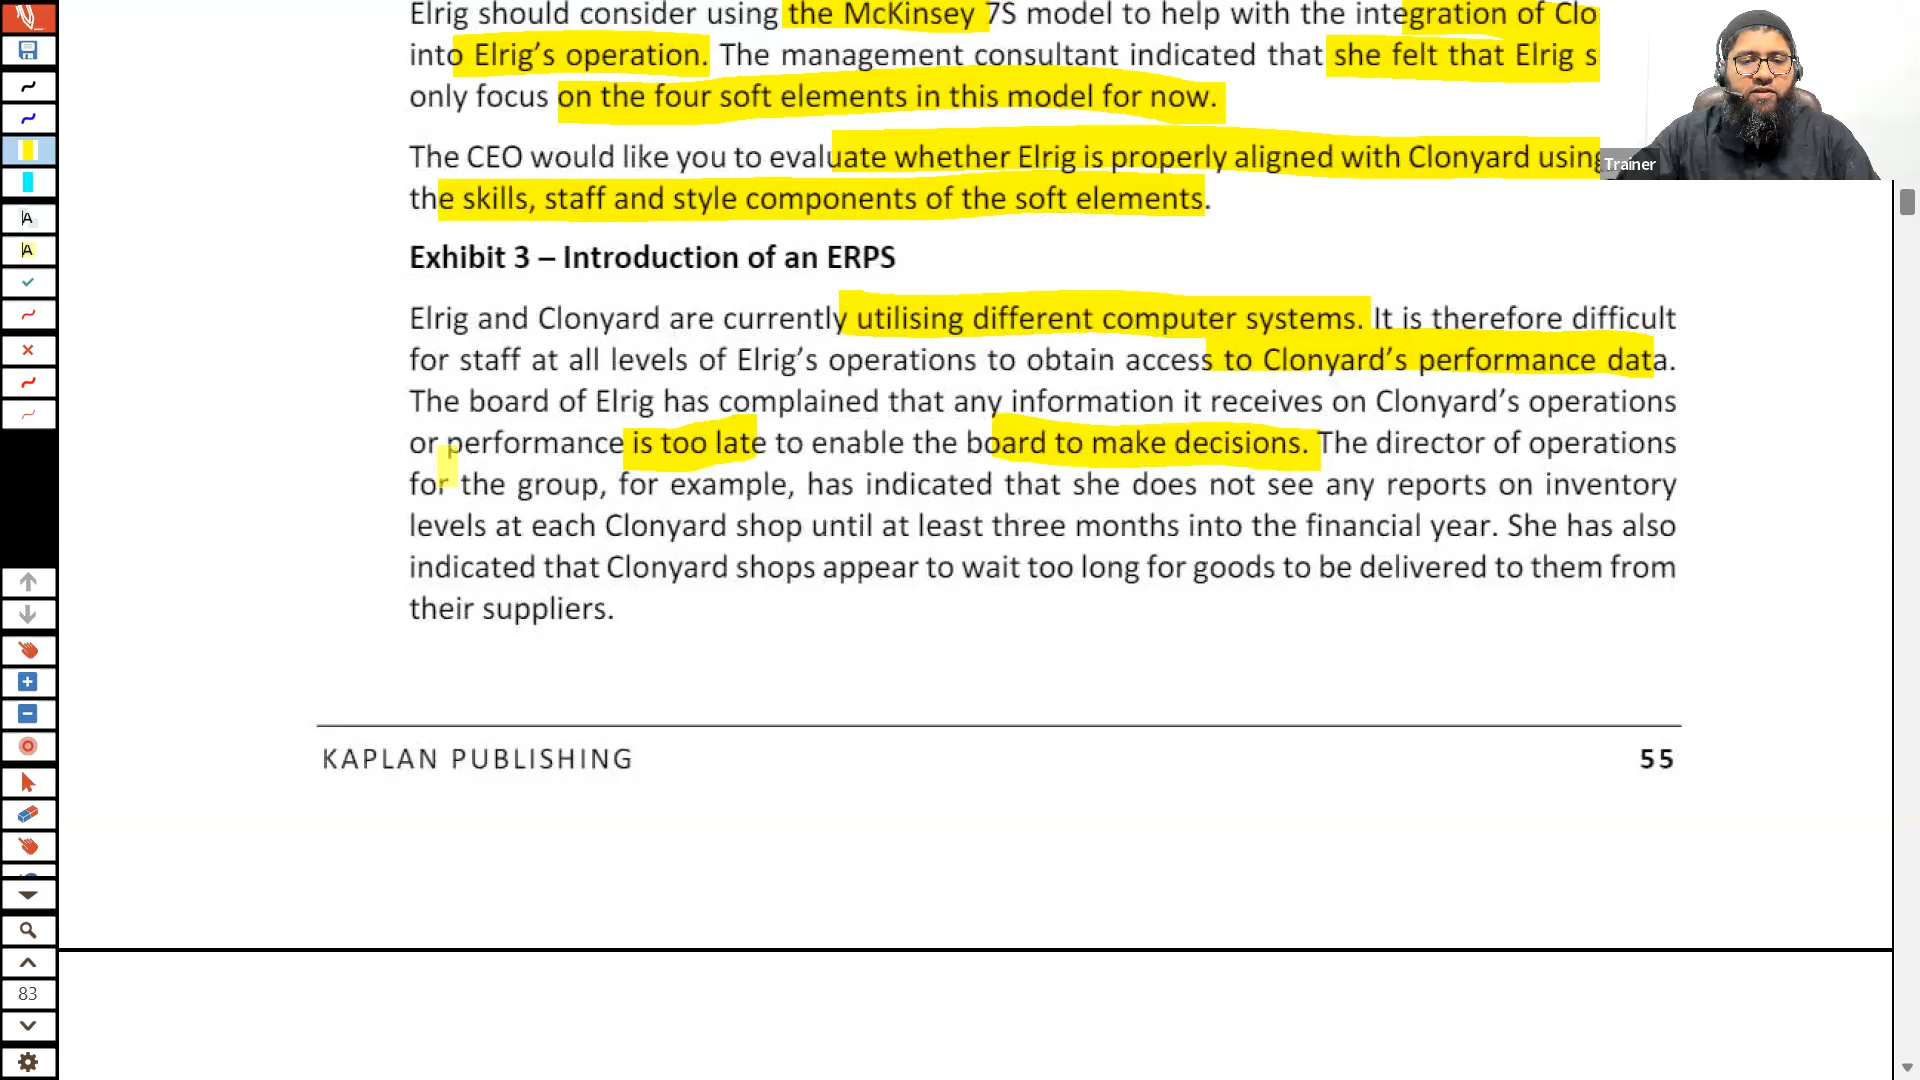 Elrig should consider using the McKinsey 7S model to help with the integration of Clo
into Elrig's operation. The management consultant indicated that she felt that Elrig s
only focus on the four soft elements in this model for now.
The CEO would like you to evaluate whether Elrig is properly aligned with Clonyard using
the skills, staff and style components of the soft elements.
Trainer
Exhibit 3 – Introduction of an ERPS
Elrig and Clonyard are currently utilising different computer systems. It is therefore difficult
for staff at all levels of Elrig's operations to obtain access to Clonyard's performance data.
The board of Elrig has complained that any information it receives on Clonyard's operations
or performance is too late to enable the board to make decisions. The director of operations
for the group, for example, has indicated that she does not see any reports on inventory
levels at each Clonyard shop until at least three months into the financial year. She has also
indicated that Clonyard shops appear to wait too long for goods to be delivered to them from
their suppliers.
KAPLAN PUBLISHING
55
A
A
83